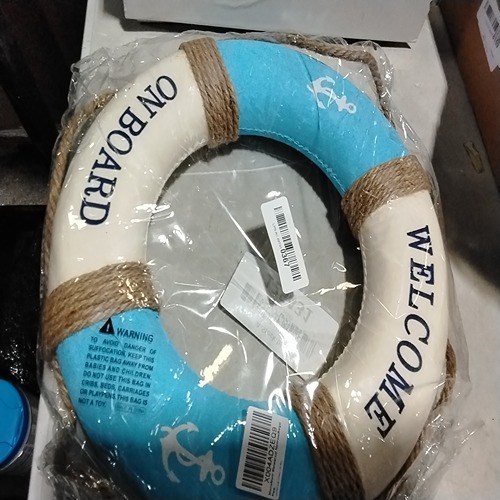 WELCOME
ON BOARD
WARNING
TO AVOID DANGER OF
SUFFOCATION, KEEP THIS
PLASTIC BAG AWAY FROM
BABIES AND CHILDREN.
DO NOT USE THIS BAG IN
CRIBS, BEDS, CARRIAGES
OR PLAYPENS. THIS BAG IS
NOT A TOY.